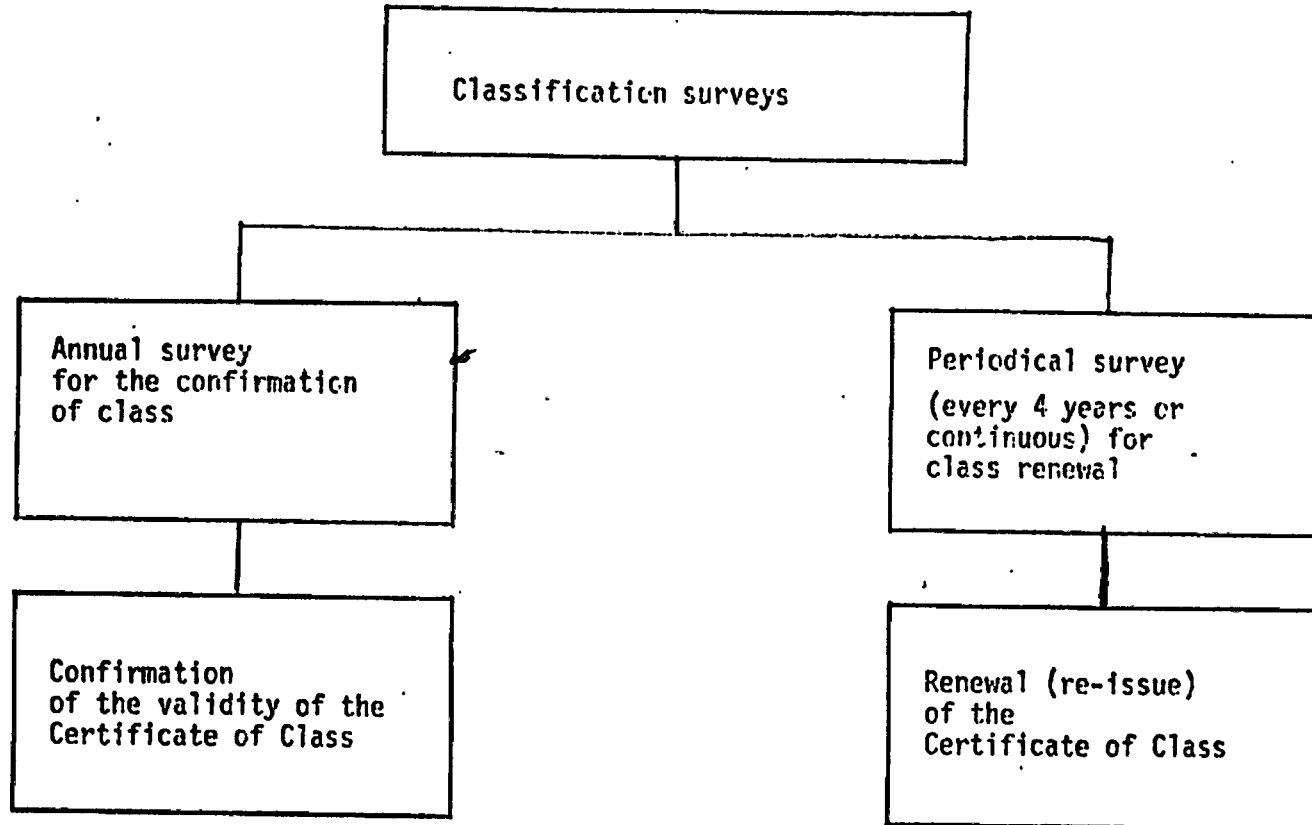 Classification surveys
Annual survey
for the confirmation
of class
Periodical survey
(every 4 years or
continuous) for
class renewal
Confirmation
of the validity of the
Certificate of Class
Renewal (re-issue)
of the
Certificate of Class